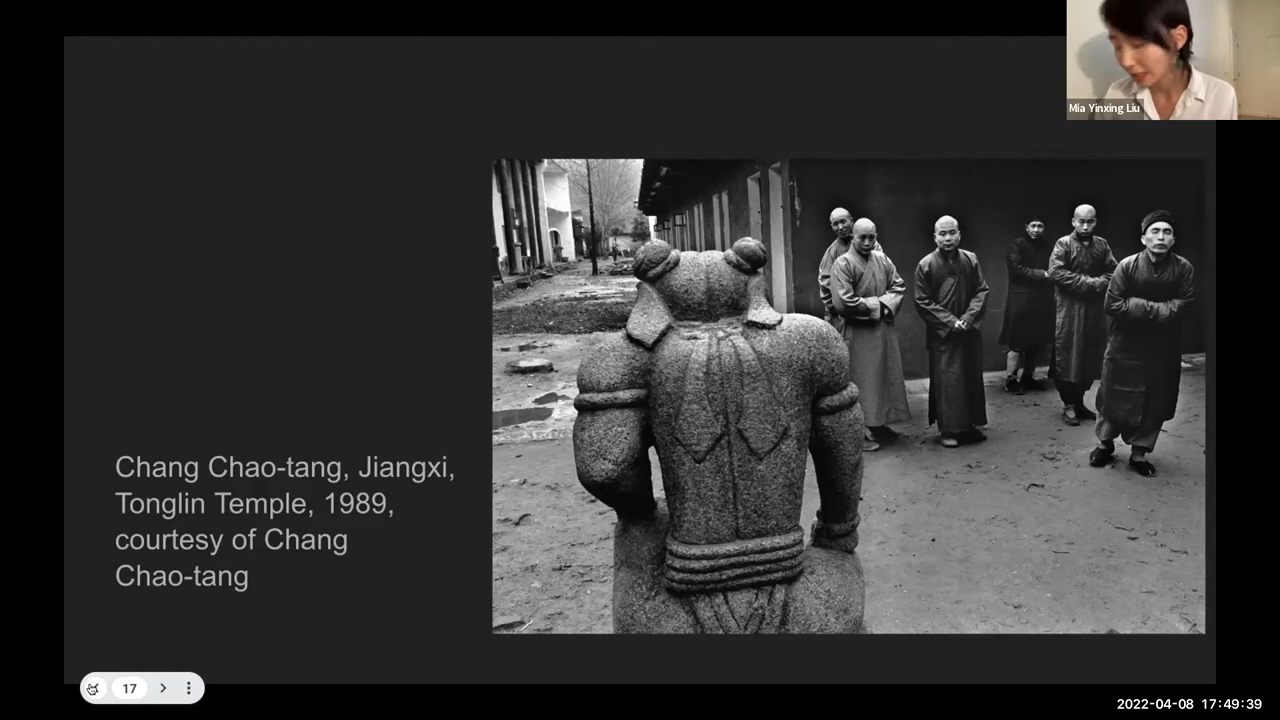 Mia Yinxing Liu
Chang Chao-tang, Jiangxi,
Tonglin Temple, 1989,
courtesy of Chang
Chao-tang
17
2022-04-08 17:49:39